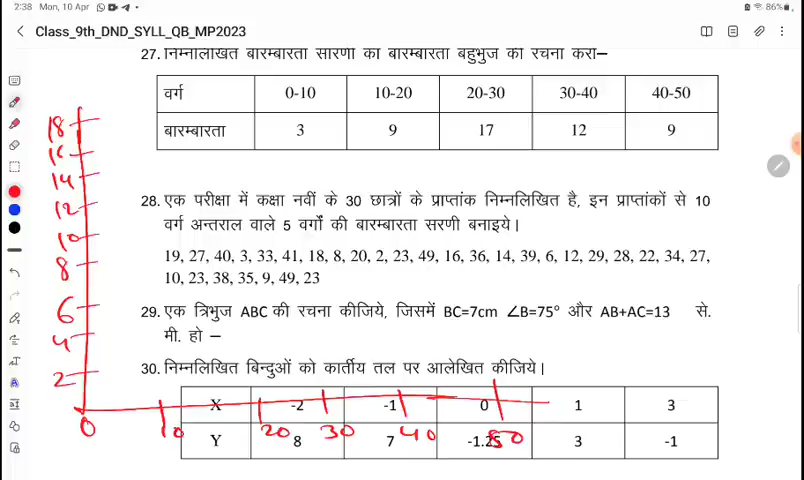 2:38 Mon, 10 Apr
86%
Class_9th_DND_SYLL_QB_MP2023
27. निम्नलिखित बारम्बारता सारणी का बारम्बारता बहुभुज की रचना करो–
वर्ग 0-10 10-20 20-30 30-40 40-50
बारम्बारता 3 9 17 12 9
28. एक परीक्षा में कक्षा नवीं के 30 छात्रों के प्राप्तांक निम्नलिखित है, इन प्राप्तांकों से 10
वर्ग अन्तराल वाले 5 वर्गों की बारम्बारता सरणी बनाइये।
19, 27, 40, 3, 33, 41, 18, 8, 20, 2, 23, 49, 16, 36, 14, 39, 6, 12, 29, 28, 22, 34, 27,
10, 23, 38, 35, 9, 49, 23
29. एक त्रिभुज ABC की रचना कीजिये, जिसमें BC=7cm ∠B=75° और AB+AC=13 से.
मी. हो –
30. निम्नलिखित बिन्दुओं को कार्तीय तल पर आलेखित कीजिये।
X -2 -1 0 1 3
Y 8 7 -1.25 3 -1
18
16
14
12
10
8
6
4
2
0 10 20 30 40 50